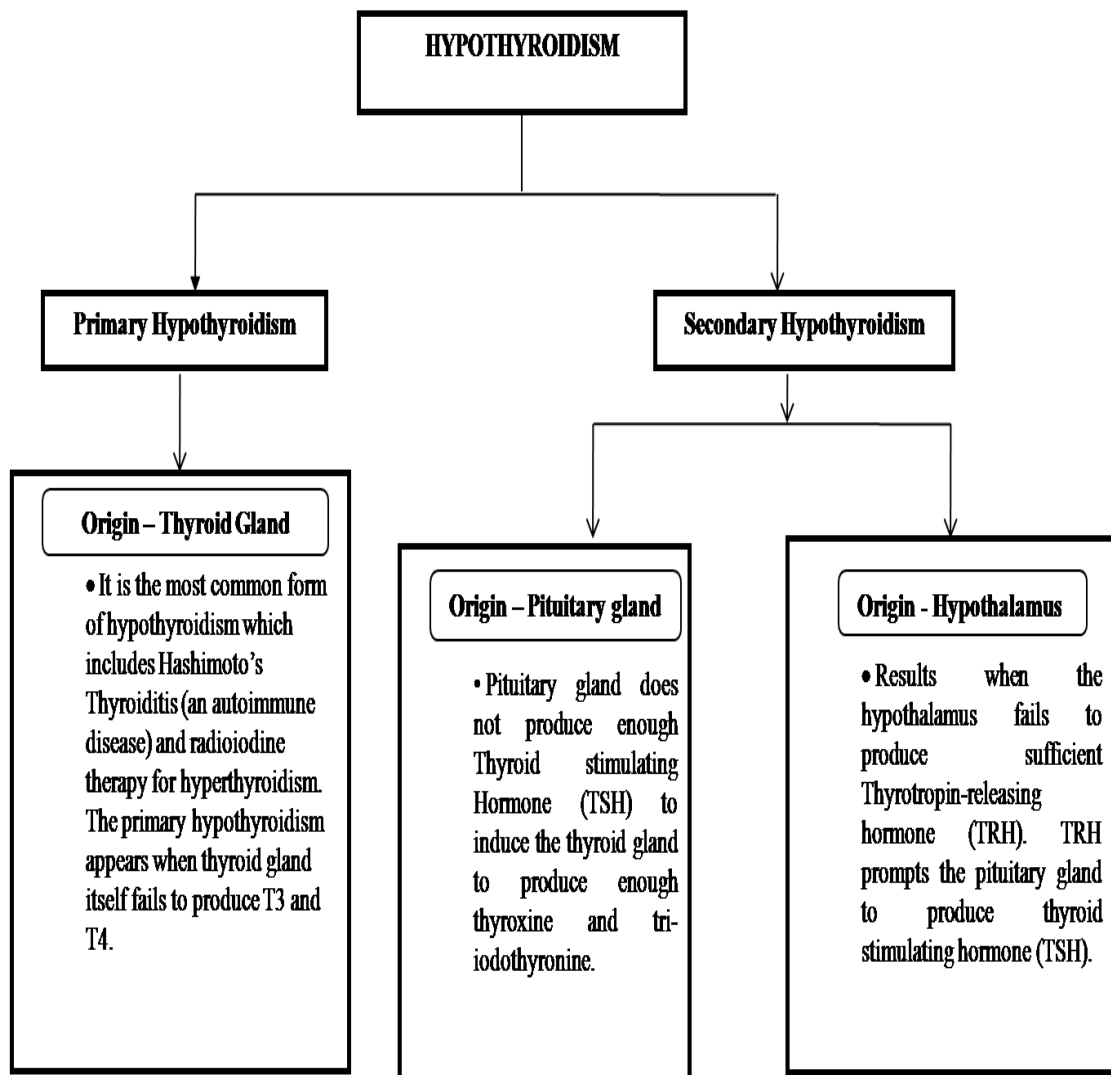 HYPOTHYROIDISM
Primary Hypothyroidism
Secondary Hypothyroidism
Origin – Thyroid Gland
• It is the most common form
of hypothyroidism which
includes Hashimoto's
Thyroiditis (an autoimmune
disease) and radioiodine
therapy for hyperthyroidism.
The primary hypothyroidism
appears when thyroid gland
itself fails to produce T3 and
T4.
Origin – Pituitary gland
• Pituitary gland does
not produce enough
Thyroid stimulating
Hormone (TSH) to
induce the thyroid gland
to produce enough
thyroxine and tri-
iodothyronine.
Origin - Hypothalamus
• Results when the
hypothalamus fails to
produce sufficient
Thyrotropin-releasing
hormone (TRH). TRH
prompts the pituitary gland
to produce thyroid
stimulating hormone (TSH).